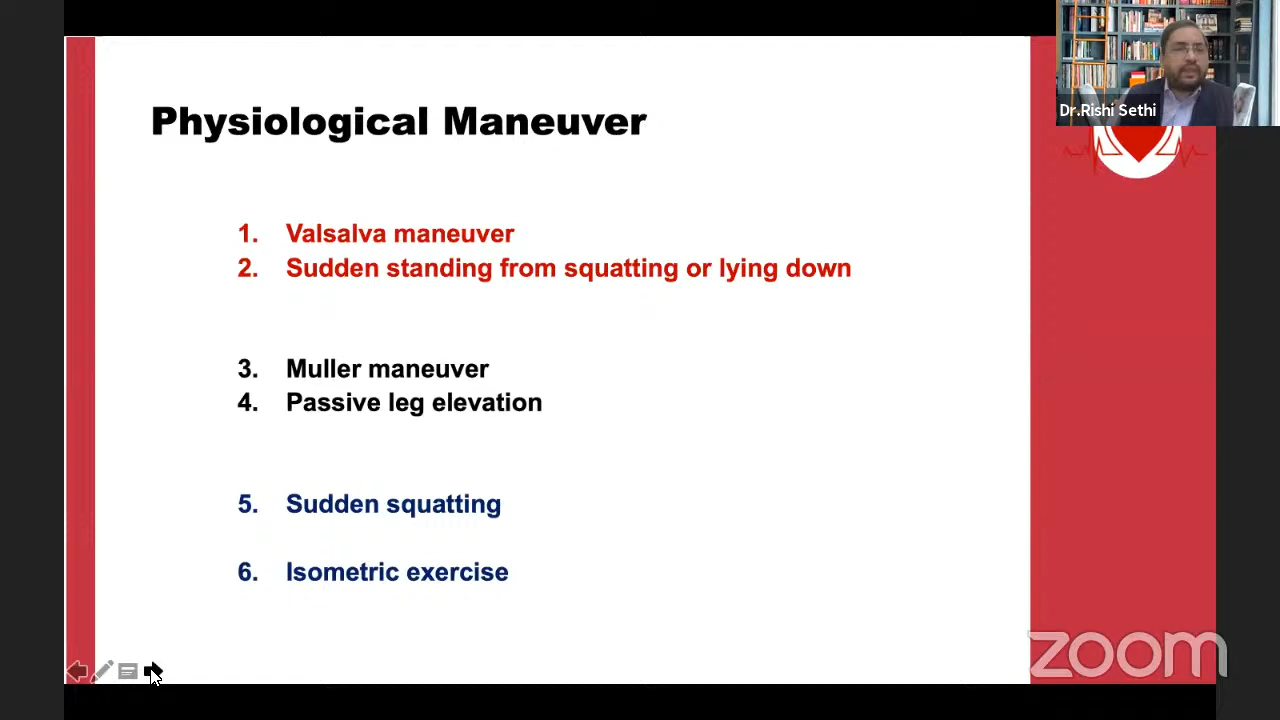 Dr.Rishi Sethi
Physiological Maneuver
1. Valsalva maneuver
2. Sudden standing from squatting or lying down
3. Muller maneuver
4. Passive leg elevation
5. Sudden squatting
6. Isometric exercise
zoom